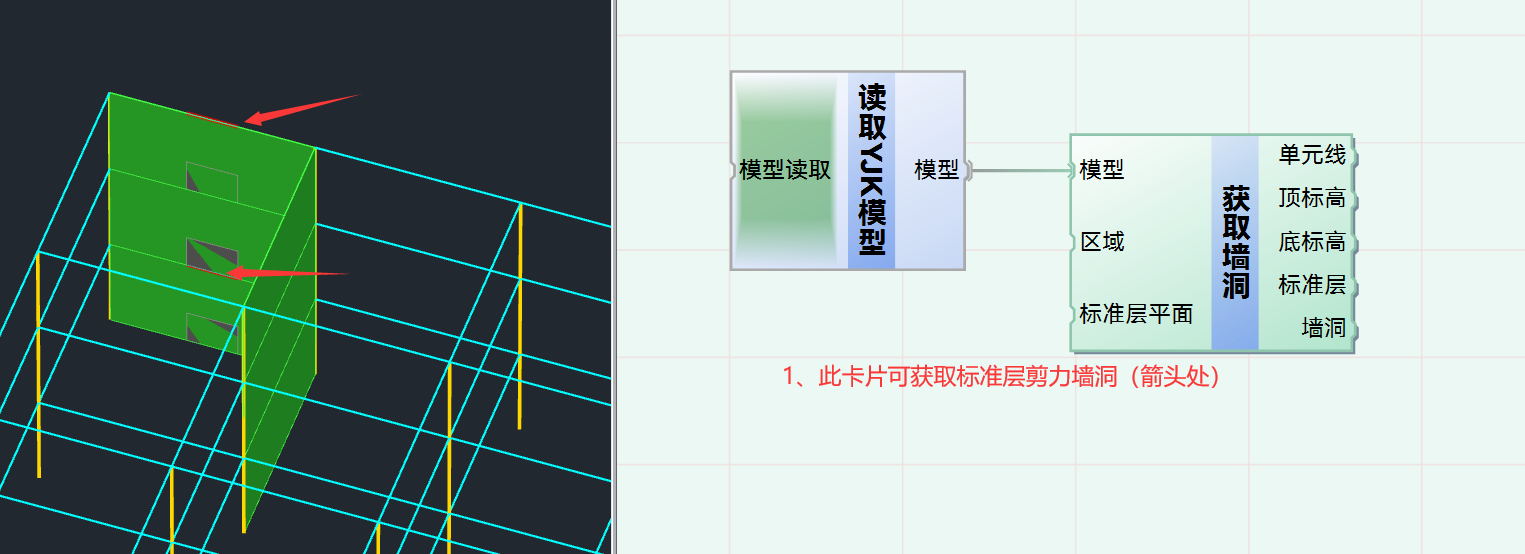 模型读取
读取YJK模型
模型
模型
区域
标准层平面
获取墙洞
单元线
顶标高
底标高
标准层
墙洞
1、此卡片可获取标准层剪力墙洞（箭头处）